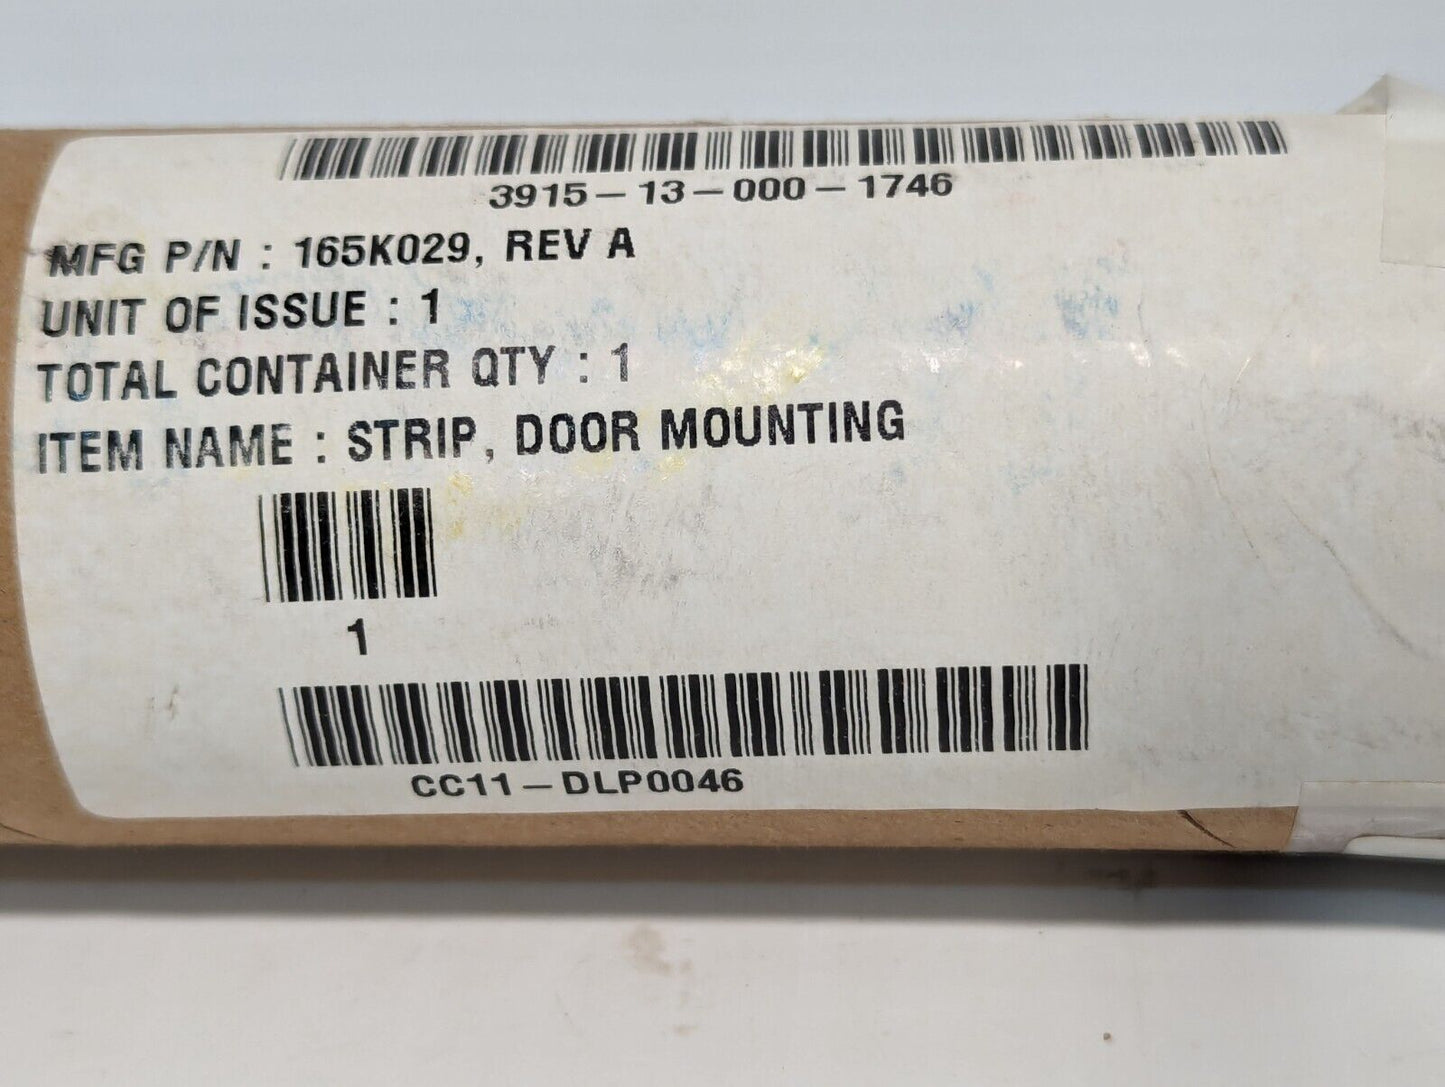 3915-13-000-1746
MFG P/N : 165K029, REV A
UNIT OF ISSUE : 1
TOTAL CONTAINER QTY : 1
ITEM NAME : STRIP, DOOR MOUNTING
1
CC11-DLP0046